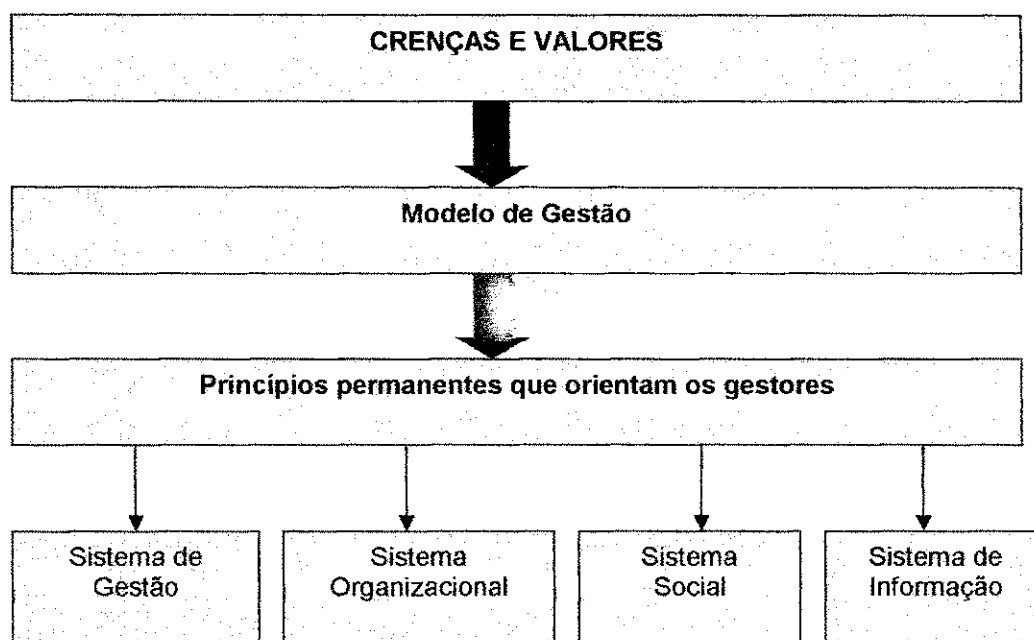 CRENÇAS E VALORES
Modelo de Gestão
Princípios permanentes que orientam os gestores
Sistema de
Gestão
Sistema
Organizacional
Sistema
Social
Sistema de
Informação